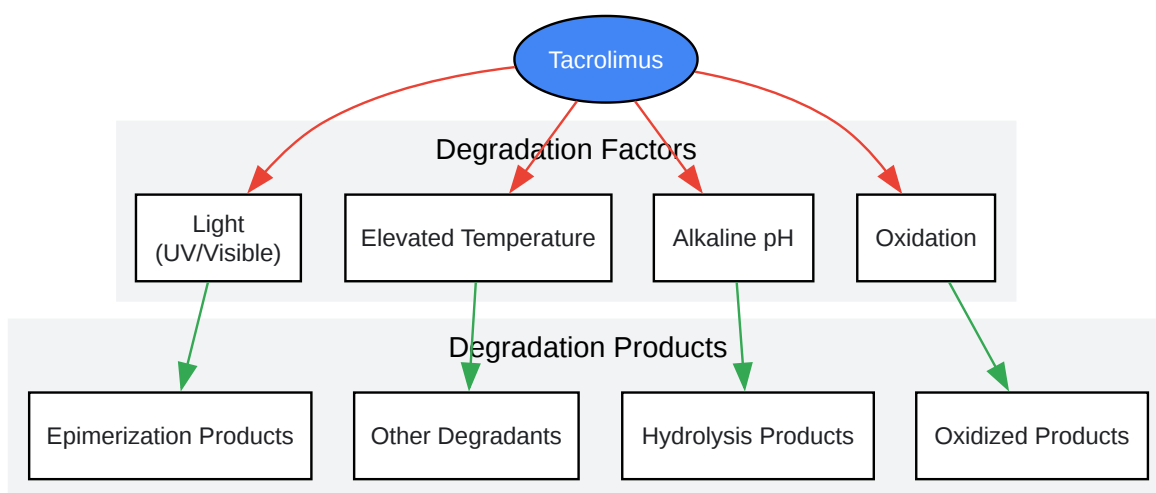 Tacrolimus
Degradation Factors
Light
(UV/Visible)
Elevated Temperature
Alkaline pH
Oxidation
Degradation Products
Epimerization Products
Other Degradants
Hydrolysis Products
Oxidized Products